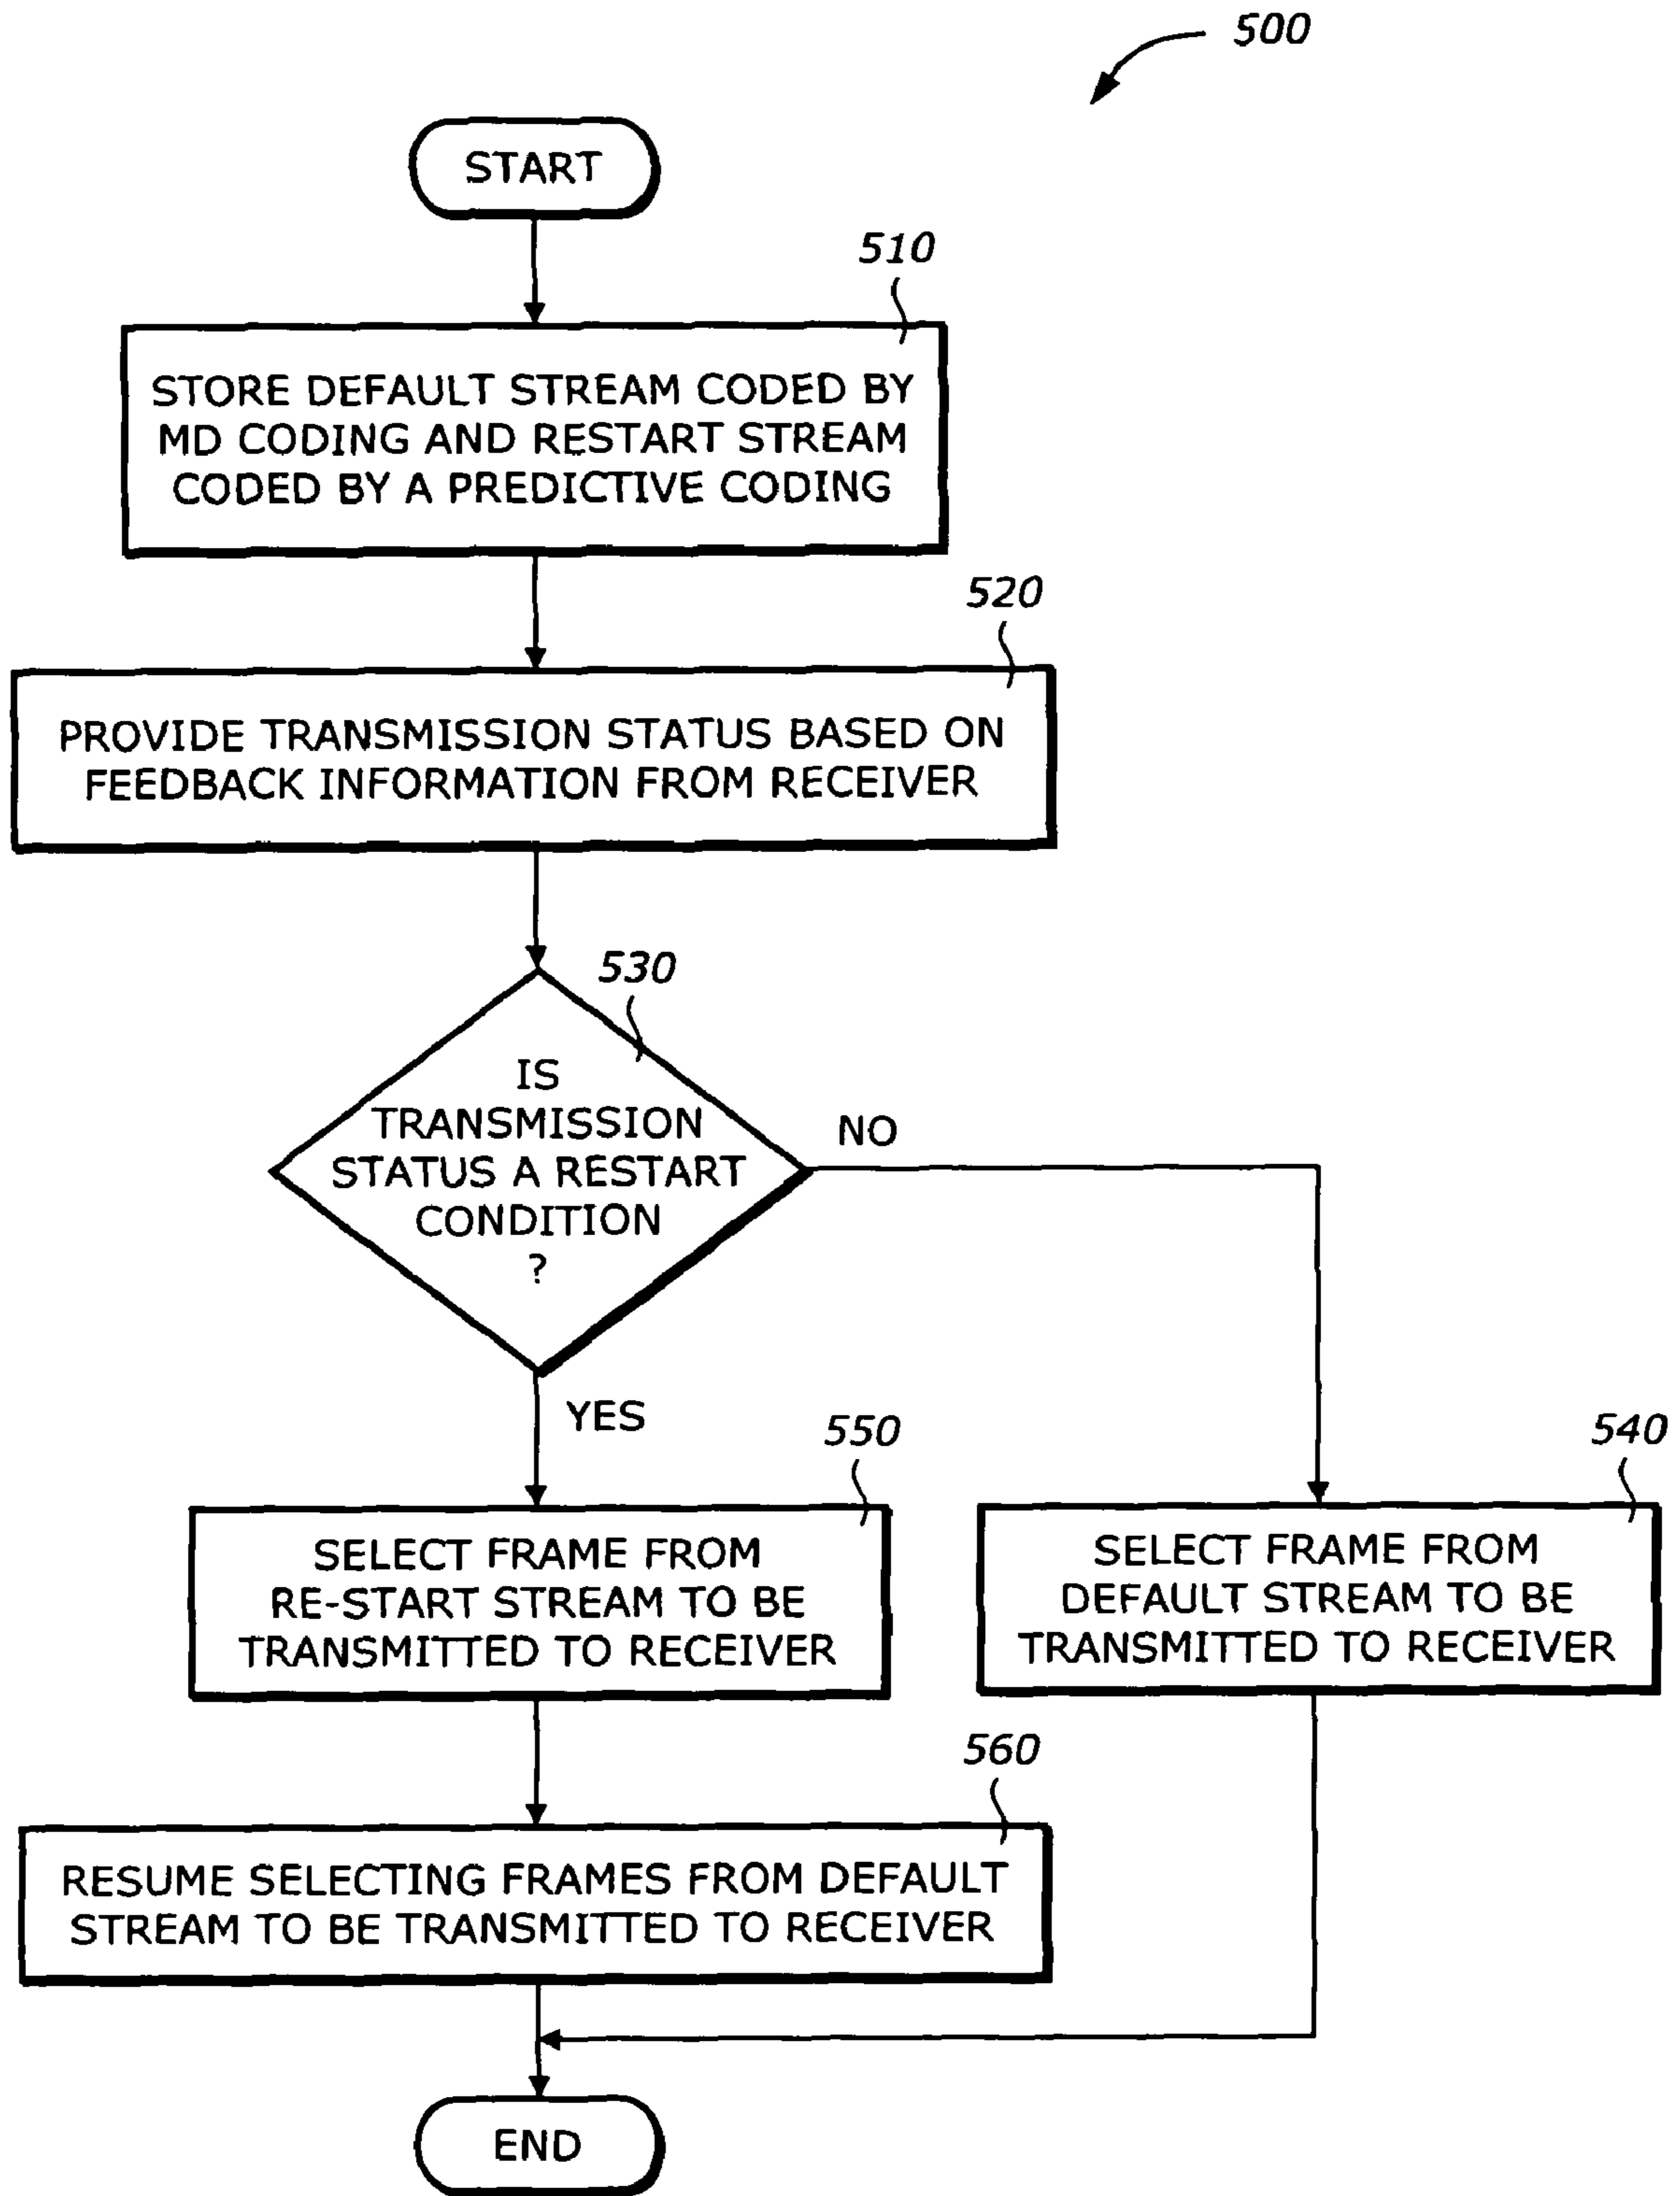 500
START
510
STORE DEFAULT STREAM CODED BY
MD CODING AND RESTART STREAM
CODED BY A PREDICTIVE CODING
520
PROVIDE TRANSMISSION STATUS BASED ON
FEEDBACK INFORMATION FROM RECEIVER
530
IS
TRANSMISSION
STATUS A RESTART
CONDITION
?
NO
YES
550
SELECT FRAME FROM
RE-START STREAM TO BE
TRANSMITTED TO RECEIVER
540
SELECT FRAME FROM
DEFAULT STREAM TO BE
TRANSMITTED TO RECEIVER
560
RESUME SELECTING FRAMES FROM DEFAULT
STREAM TO BE TRANSMITTED TO RECEIVER
END